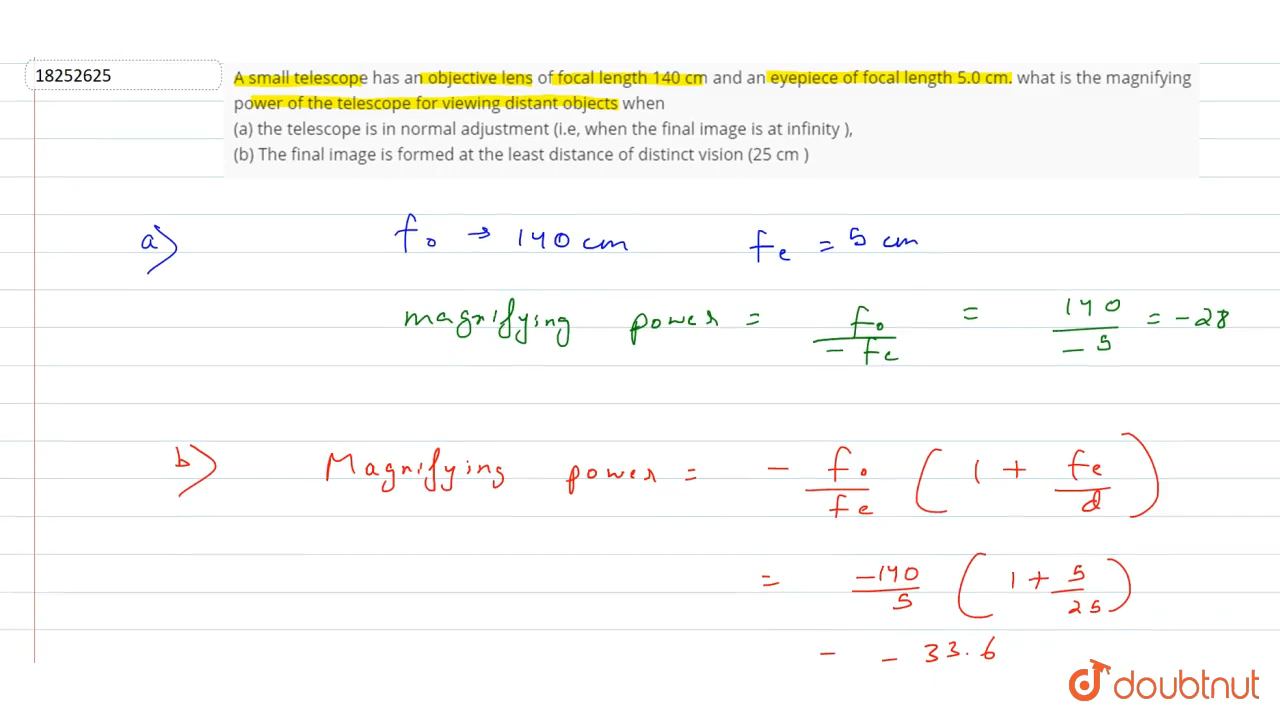 18252625
A small telescope has an objective lens of focal length 140 cm and an eyepiece of focal length 5.0 cm. what is the magnifying
power of the telescope for viewing distant objects when
(a) the telescope is in normal adjustment (i.e, when the final image is at infinity ),
(b) The final image is formed at the least distance of distinct vision (25 cm )
a) fo → 140 cm fe = 5 cm
magnifying power = fo / - fe = 140 / - 5 = - 28
b) Magnifying power = - fo / fe ( 1 + fe / d )
= -140 / 5 ( 1 + 5 / 25 )
- - 33.6
doubtnut